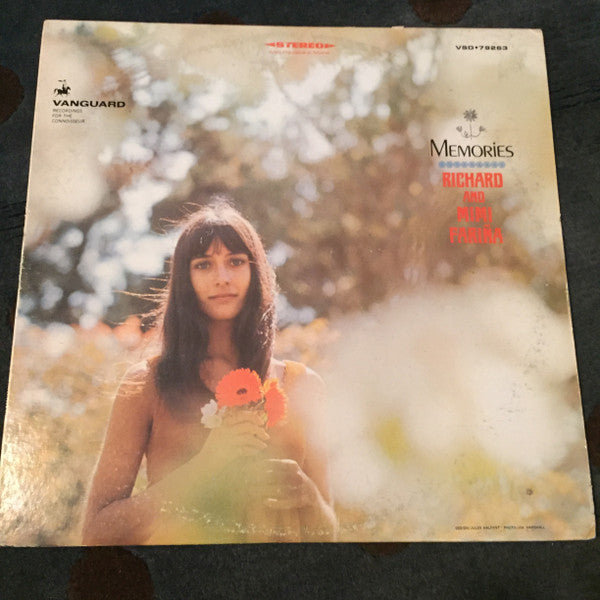 STEREO
VSD•79263
VANGUARD
RECORDINGS
FOR THE
CONNOISSEUR
MEMORIES
RICHARD
AND
MIMI
FARIÑA